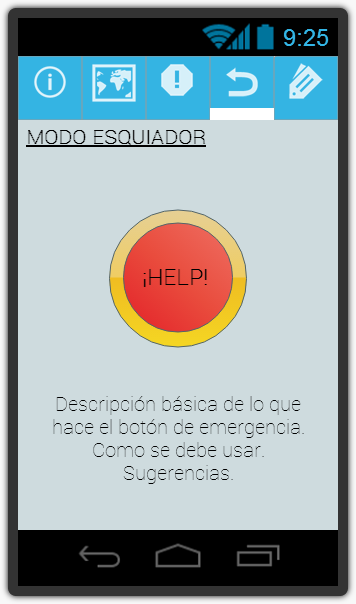 9:25
MODO ESQUIADOR
¡HELP!
Descripción básica de lo que
hace el botón de emergencia.
Como se debe usar.
Sugerencias.